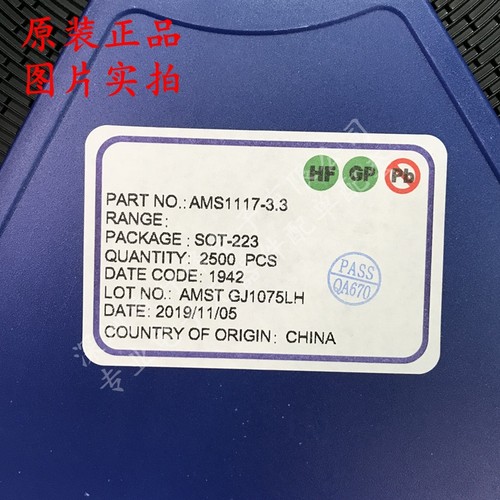 原装正品
图片实拍
HF GP Pb
PART NO.: AMS1117-3.3
RANGE:
PACKAGE : SOT-223
QUANTITY: 2500 PCS
DATE CODE: 1942
LOT NO.: AMST GJ1075LH
DATE: 2019/11/05
COUNTRY OF ORIGIN: CHINA
PASS
QA670